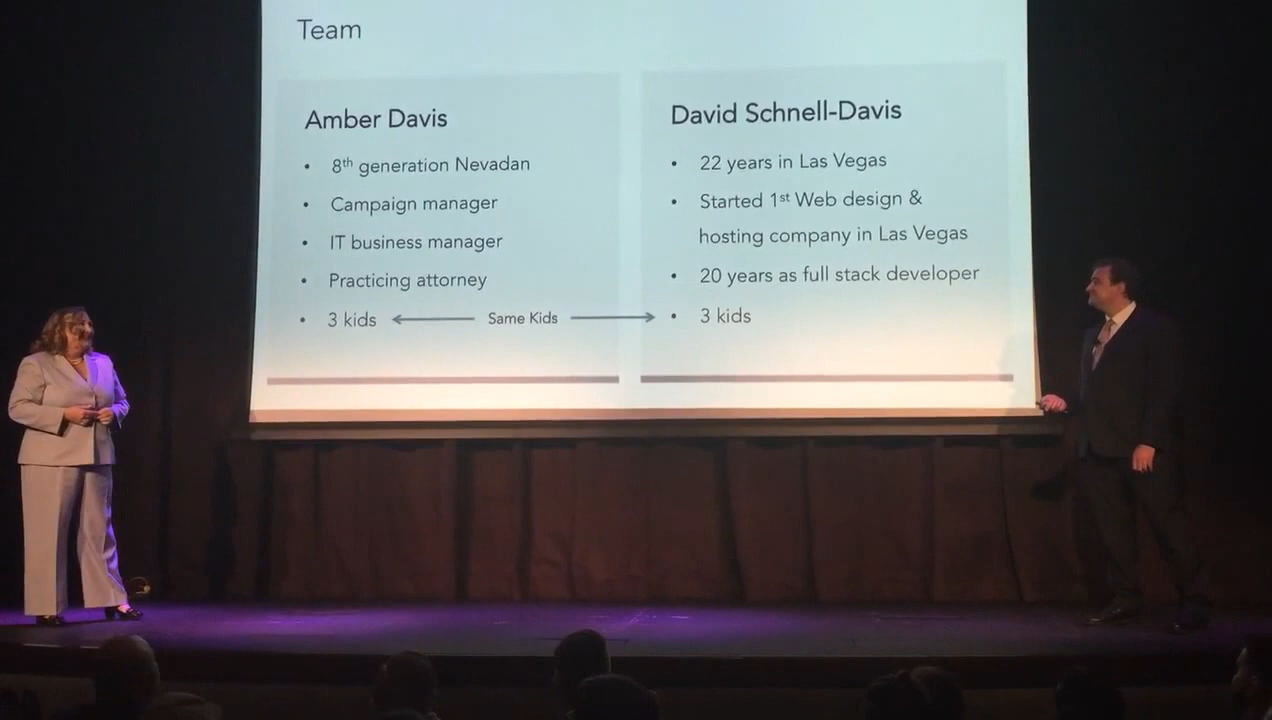 Team
Amber Davis
• 8th generation Nevadan
• Campaign manager
• IT business manager
• Practicing attorney
• 3 kids
Same Kids
David Schnell-Davis
• 22 years in Las Vegas
• Started 1st Web design &
hosting company in Las Vegas
• 20 years as full stack developer
• 3 kids